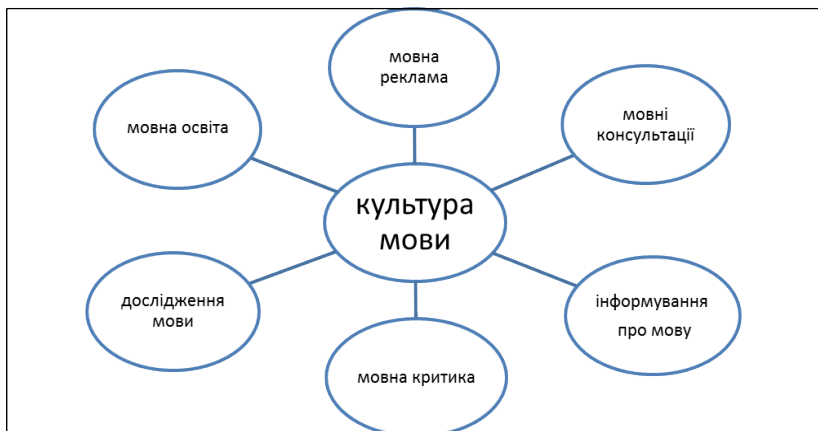 мовна
реклама
мовна освіта
мовні
консультації
культура
мови
дослідження
мови
інформування
про мову
мовна критика